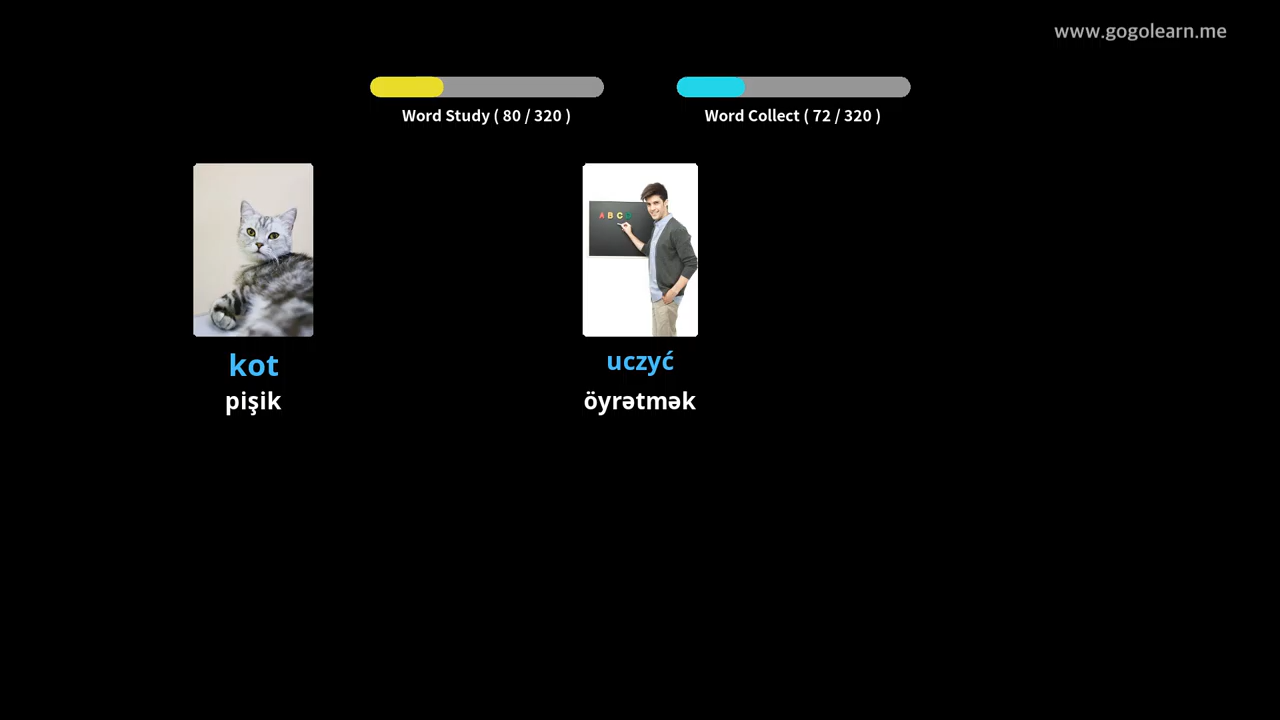 www.gogolearn.me
Word Study ( 80 / 320 )
Word Collect ( 72 / 320 )
A B C D
kot
pişik
uczyć
öyrətmək